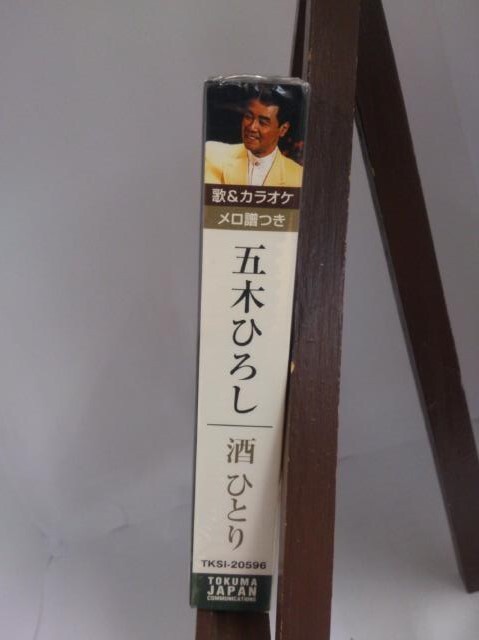 歌&カラオケ
メロ譜つき
五木ひろし
酒ひとり
TKSI-20596
TOKUMA
JAPAN
COMMUNICATIONS